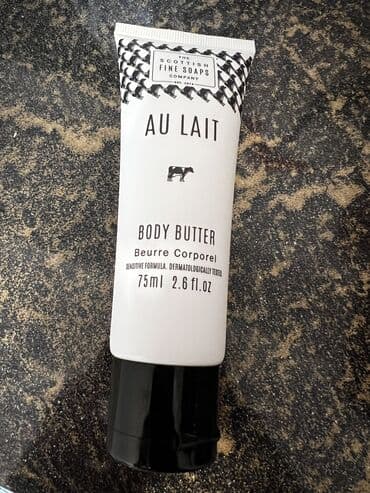 THE
SCOTTISH
FINE SOAPS
COMPANY
AU LAIT
BODY BUTTER
Beurre Corporel
SENSITIVE FORMULA. DERMATOLOGICALLY TESTED
75ml 2.6 fl.oz